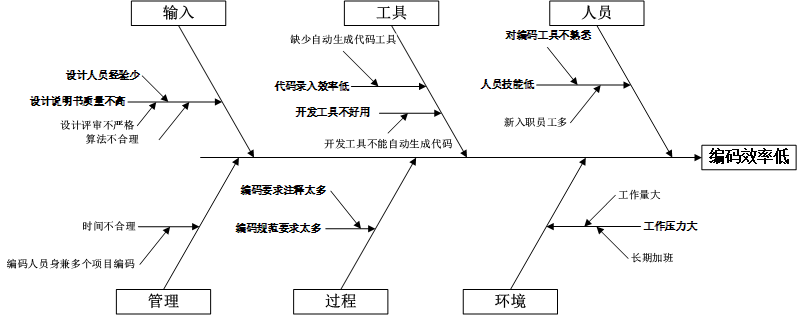 输入
工具
人员
缺少自动生成代码工具
对编码工具不熟悉
设计人员经验少
代码录入效率低
人员技能低
设计说明书质量不高
开发工具不好用
设计评审不严格
新入职员工多
算法不合理
开发工具不能自动生成代码
编码效率低
编码要求注释太多
工作量大
时间不合理
编码规范要求太多
工作压力大
编码人员身兼多个项目编码
长期加班
管理
过程
环境